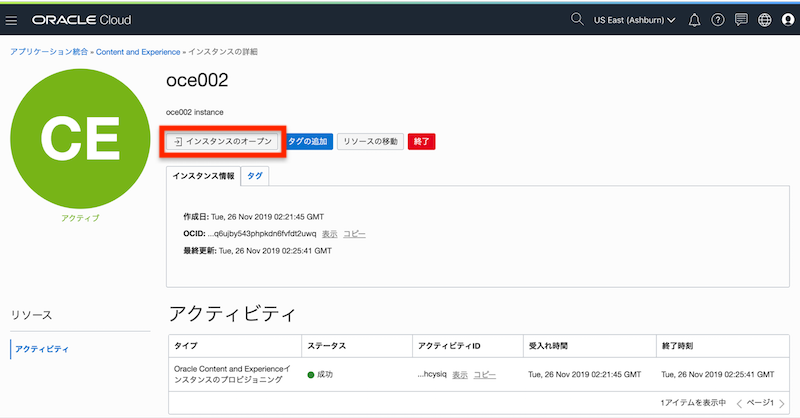 ORACLE Cloud
US East (Ashburn)
アプリケーション統合 » Content and Experience » インスタンスの詳細
CE
アクティブ
oce002
oce002 instance
インスタンスのオープン
タグの追加
リソースの移動
終了
インスタンス情報
タグ
作成日: Tue, 26 Nov 2019 02:21:45 GMT
OCID: ...q6ujby543phpkdn6fvfdt2uwq 表示 コピー
最終更新: Tue, 26 Nov 2019 02:25:41 GMT
リソース
アクティビティ
アクティビティ
タイプ ステータス アクティビティID 受入れ時間 終了時刻
Oracle Content and Experienceイ
ンスタンスのプロビジョニング
成功
...hcysiq 表示 コピー
Tue, 26 Nov 2019 02:21:45 GMT
Tue, 26 Nov 2019 02:25:41 GMT
1アイテムを表示中 ページ1